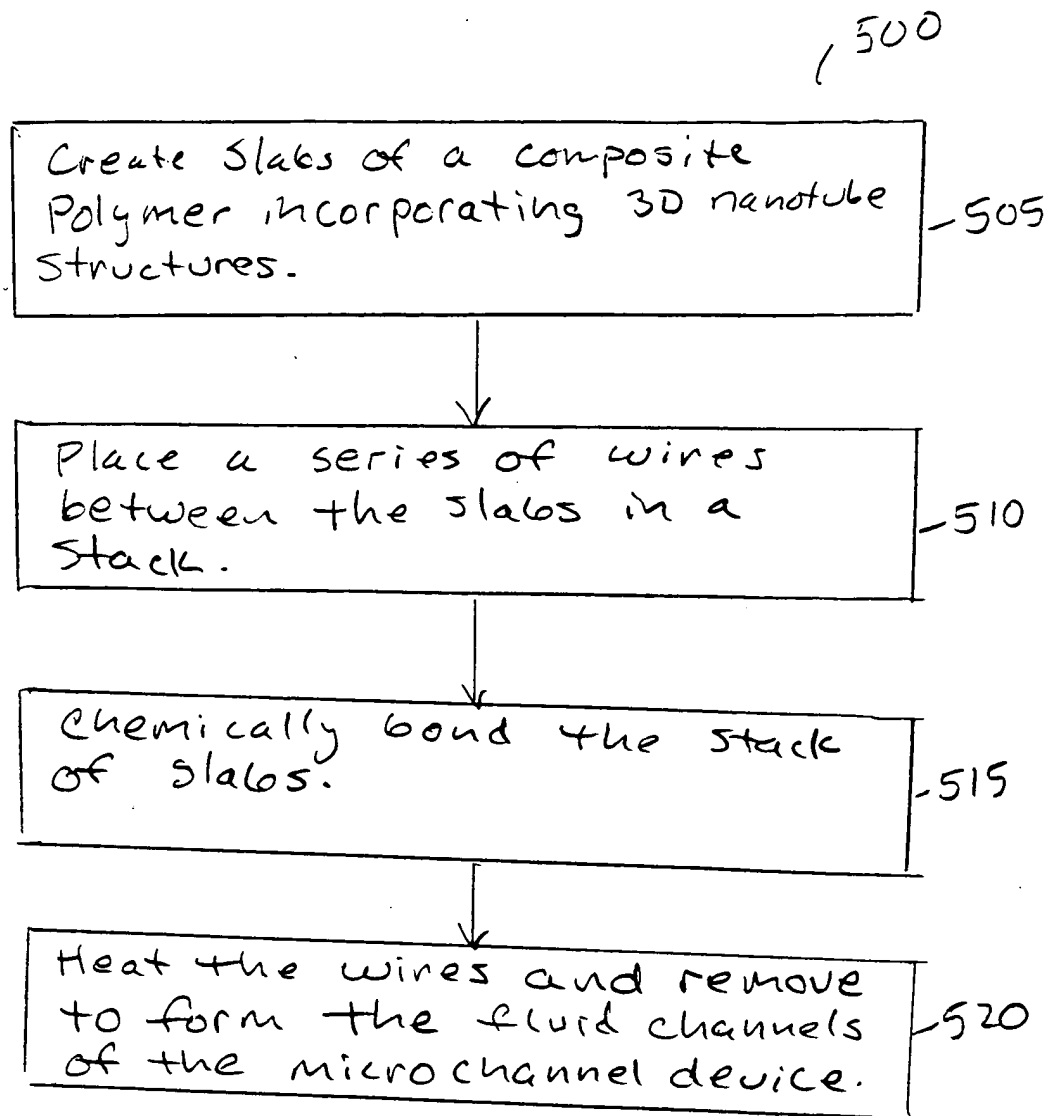 500
Create Slabs of a composite
Polymer incorporating 3D nanotube
Structures.
505
Place a series of wires
between the slabs in a
Stack.
510
Chemically bond the Stack
of slabs.
515
Heat the wires and remove
to form the fluid channels
of the microchannel device.
520